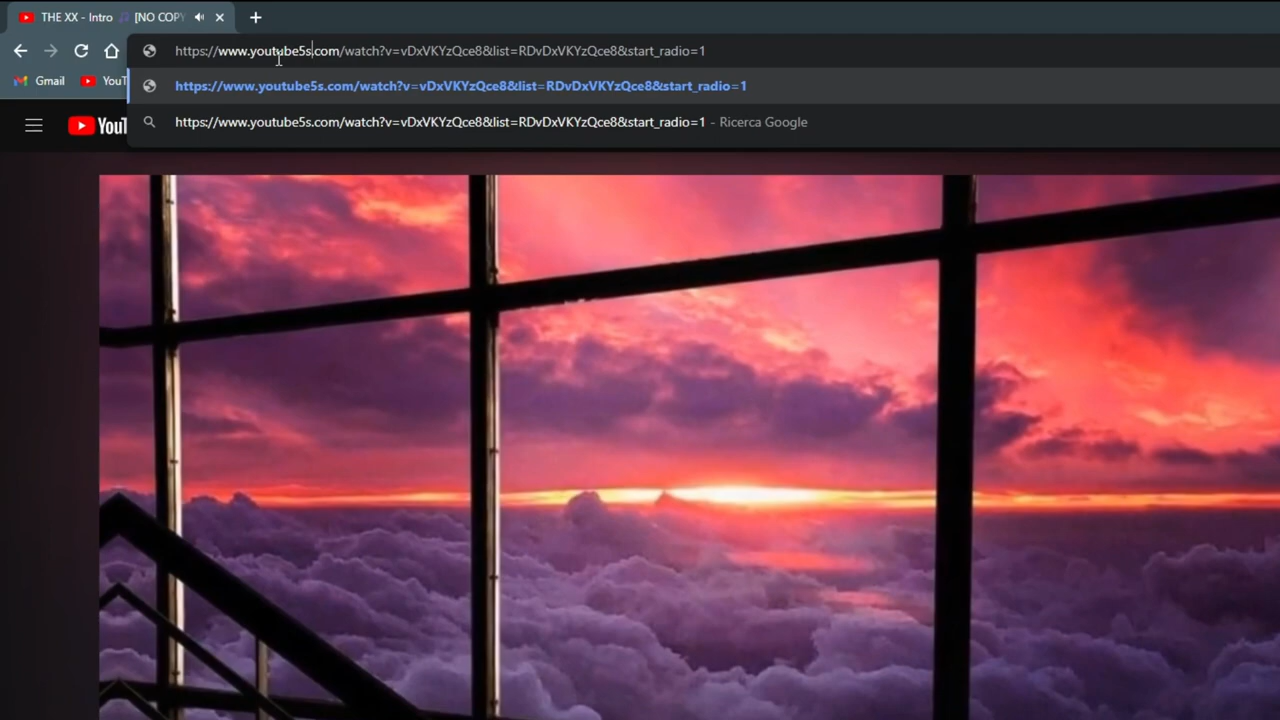 THE XX - Intro 🎵 [NO COPY
https://www.youtube5s.com/watch?v=vDxVKYzQce8&list=RDvDxVKYzQce8&start_radio=1
Gmail YouT
https://www.youtube5s.com/watch?v=vDxVKYzQce8&list=RDvDxVKYzQce8&start_radio=1
https://www.youtube5s.com/watch?v=vDxVKYzQce8&list=RDvDxVKYzQce8&start_radio=1 - Ricerca Google
YouT